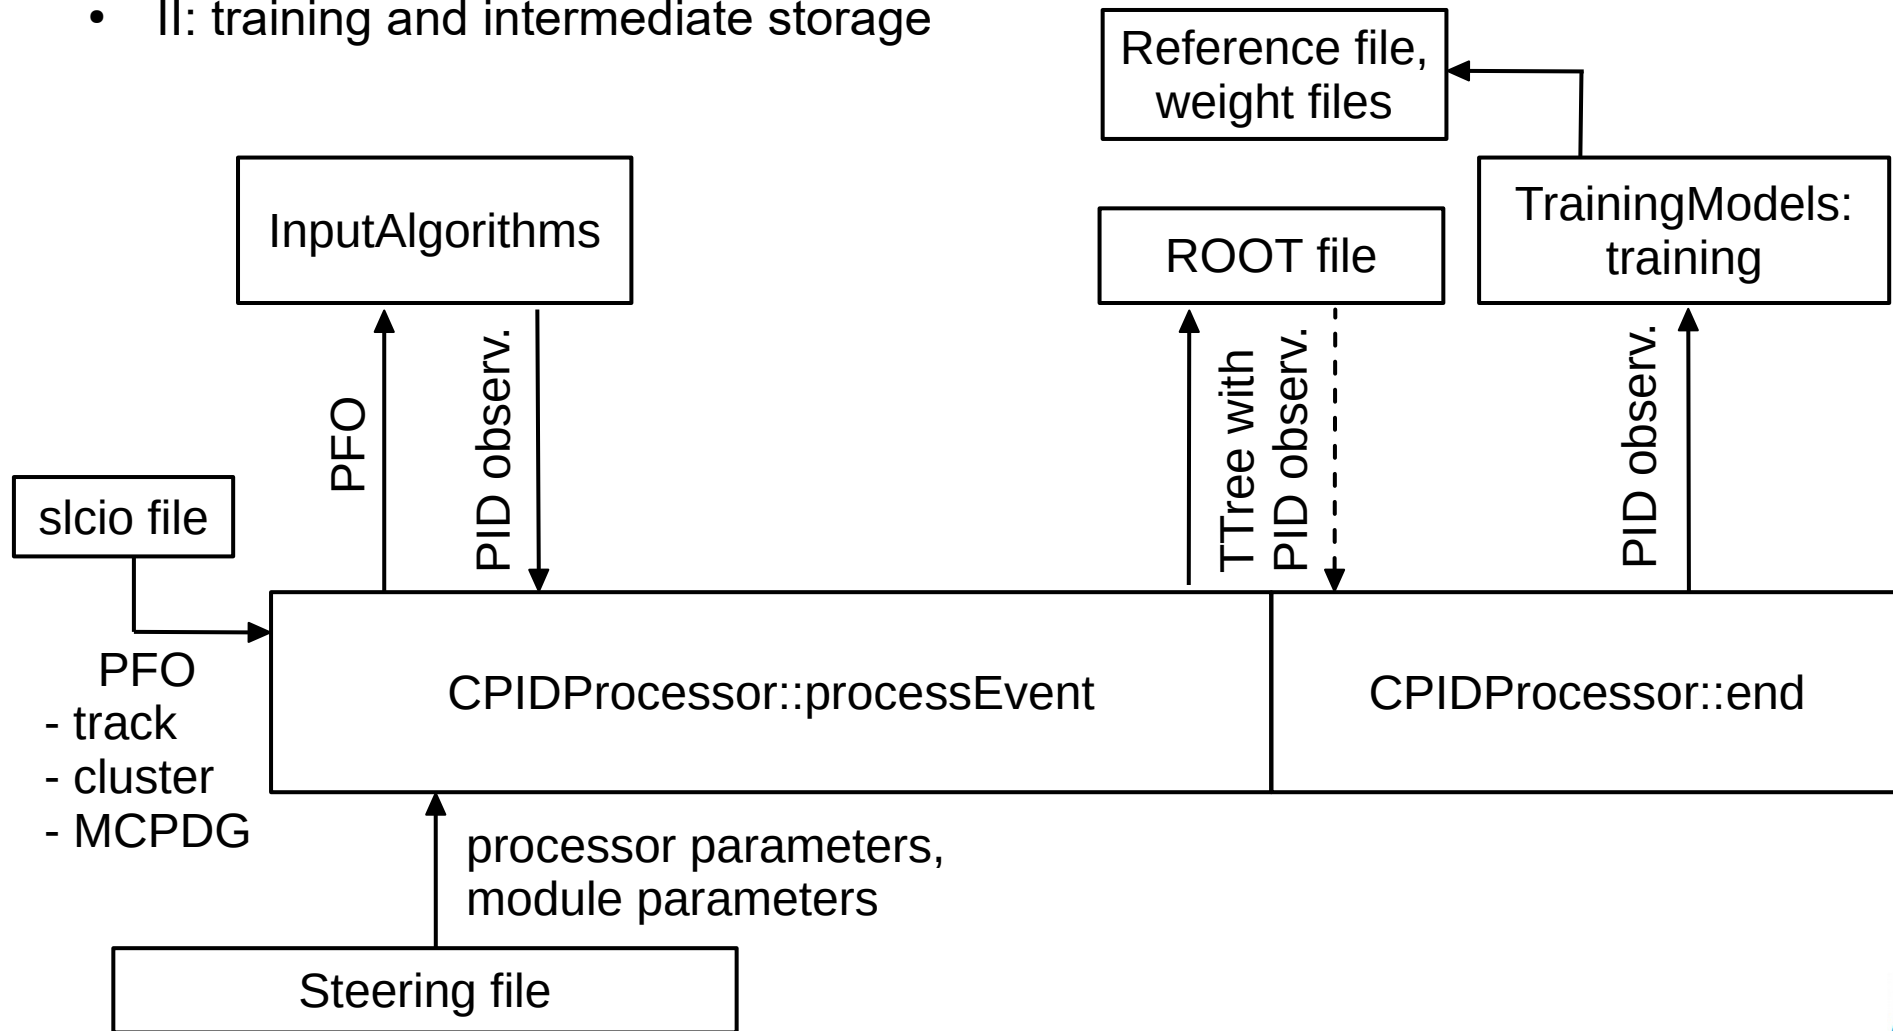 • II: training and intermediate storage
Reference file,
weight files
InputAlgorithms
ROOT file
TrainingModels:
training
PFO
PID observ.
TTree with
PID observ.
PID observ.
slcio file
PFO
- track
- cluster
- MCPDG
CPIDProcessor::processEvent
CPIDProcessor::end
processor parameters,
module parameters
Steering file